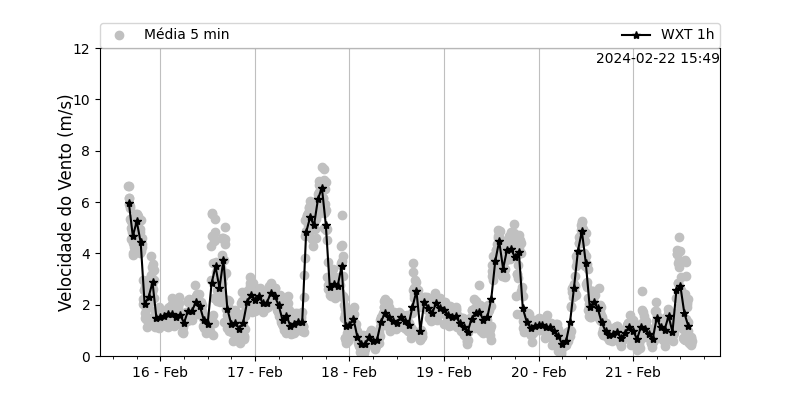 Média 5 min
WXT 1h
2024-02-22 15:49
Velocidade do Vento (m/s)
12
10
8
6
4
2
0
16 - Feb
17 - Feb
18 - Feb
19 - Feb
20 - Feb
21 - Feb